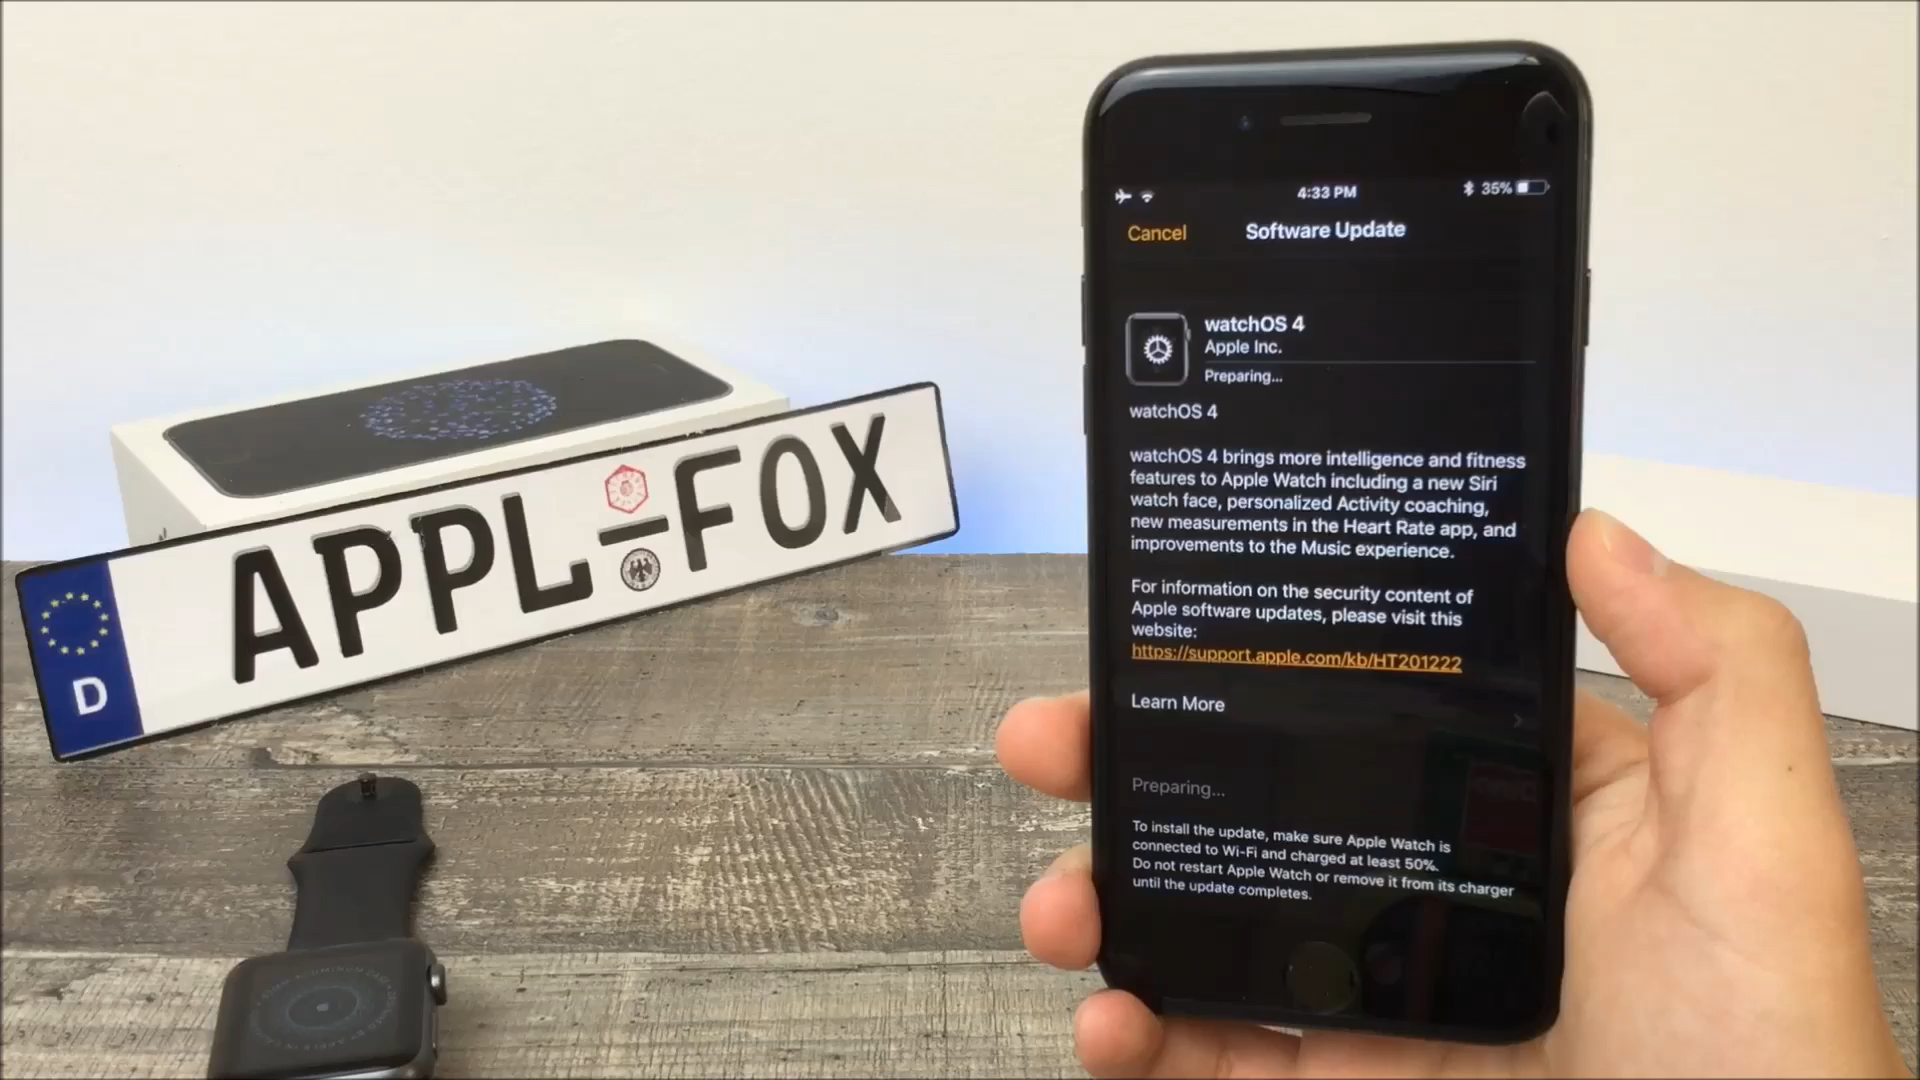 APPL-FOX
D
4:33 PM
35%
Cancel
Software Update
watchOS 4
Apple Inc.
Preparing...
watchOS 4
watchOS 4 brings more intelligence and fitness
features to Apple Watch including a new Siri
watch face, personalized Activity coaching,
new measurements in the Heart Rate app, and
improvements to the Music experience.
For information on the security content of
Apple software updates, please visit this
website:
https://support.apple.com/kb/HT201222
Learn More
Preparing...
To install the update, make sure Apple Watch is
connected to Wi-Fi and charged at least 50%.
Do not restart Apple Watch or remove it from its charger
until the update completes.